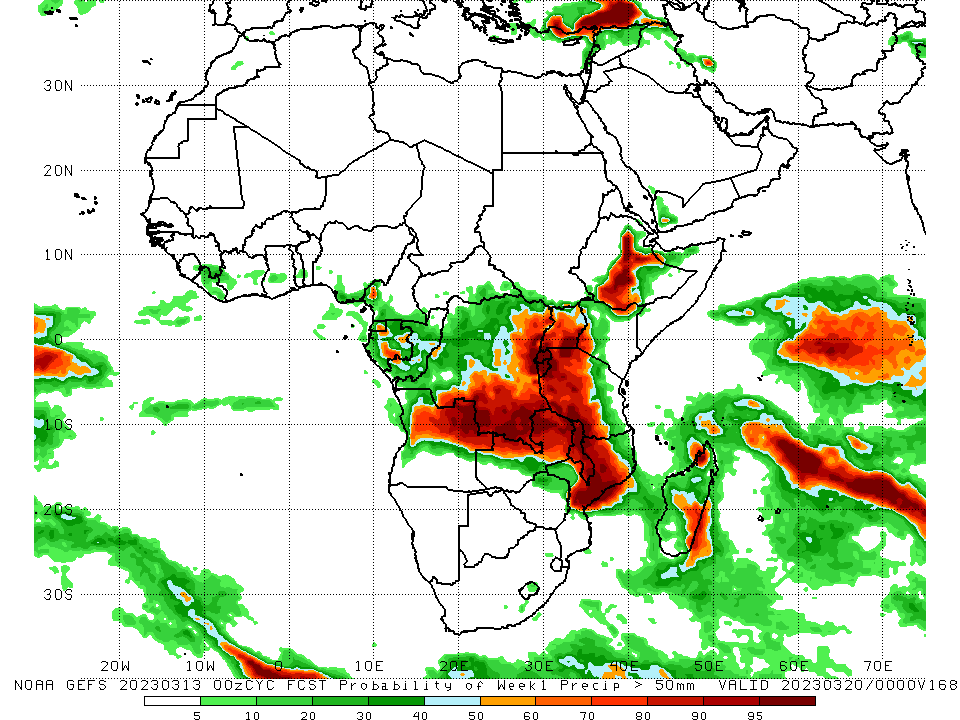 30N
20N
10N
0
10S
20S
30S
20W 10W 0 10E 20E 30E 40E 50E 60E 70E
NOAA GEFS 20230313 00zCYC FCST Probability of Week1 Precip > 50mm VALID 20230320/0000V168
5 10 20 30 40 50 60 70 80 90 95